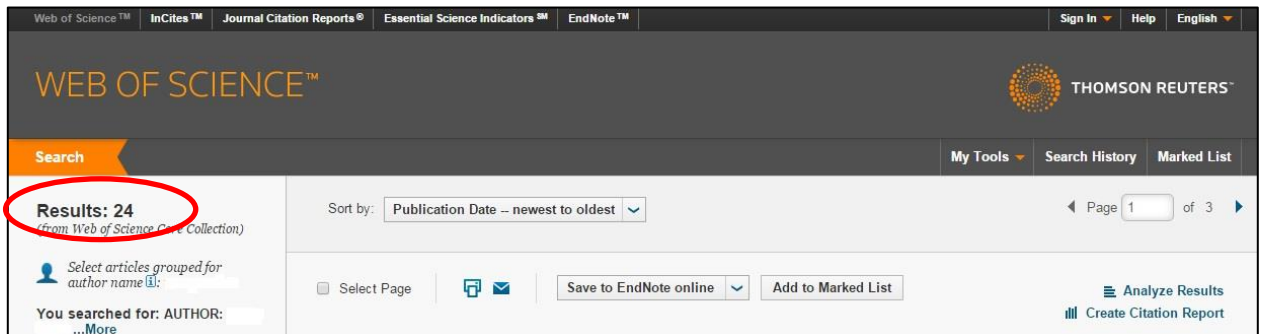 Web of Science™ InCites™ Journal Citation Reports® Essential Science Indicators℠ EndNote™ Sign In Help English
WEB OF SCIENCE™
THOMSON REUTERS™
Search My Tools Search History Marked List
Results: 24
(from Web of Science Core Collection)
Sort by: Publication Date -- newest to oldest
Page 1 of 3
Select articles grouped for
author name i:
Select Page Save to EndNote online Add to Marked List
Analyze Results
You searched for: AUTHOR:
...More
Create Citation Report